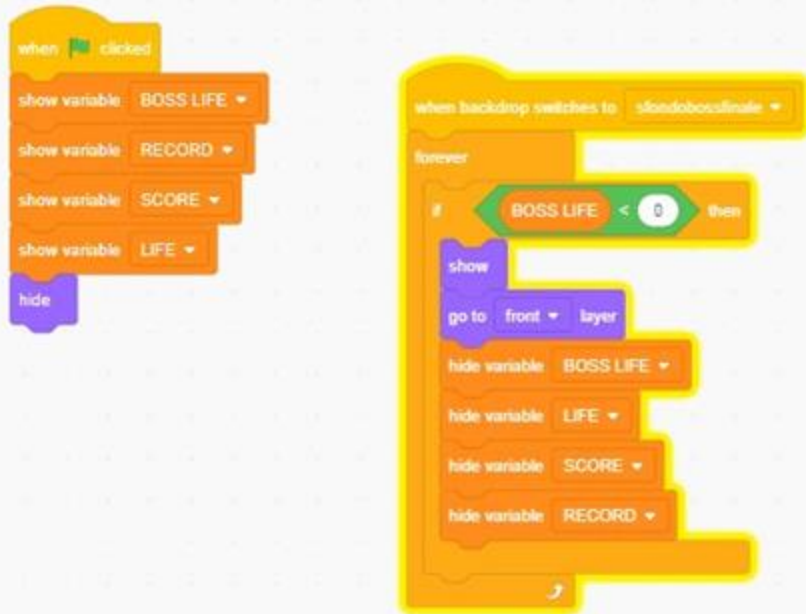 when clicked
show variable BOSS LIFE
show variable RECORD
show variable SCORE
show variable LIFE
hide
when backdrop switches to sfondobossfinale
forever
if BOSS LIFE < 0 then
show
go to front layer
hide variable BOSS LIFE
hide variable LIFE
hide variable SCORE
hide variable RECORD